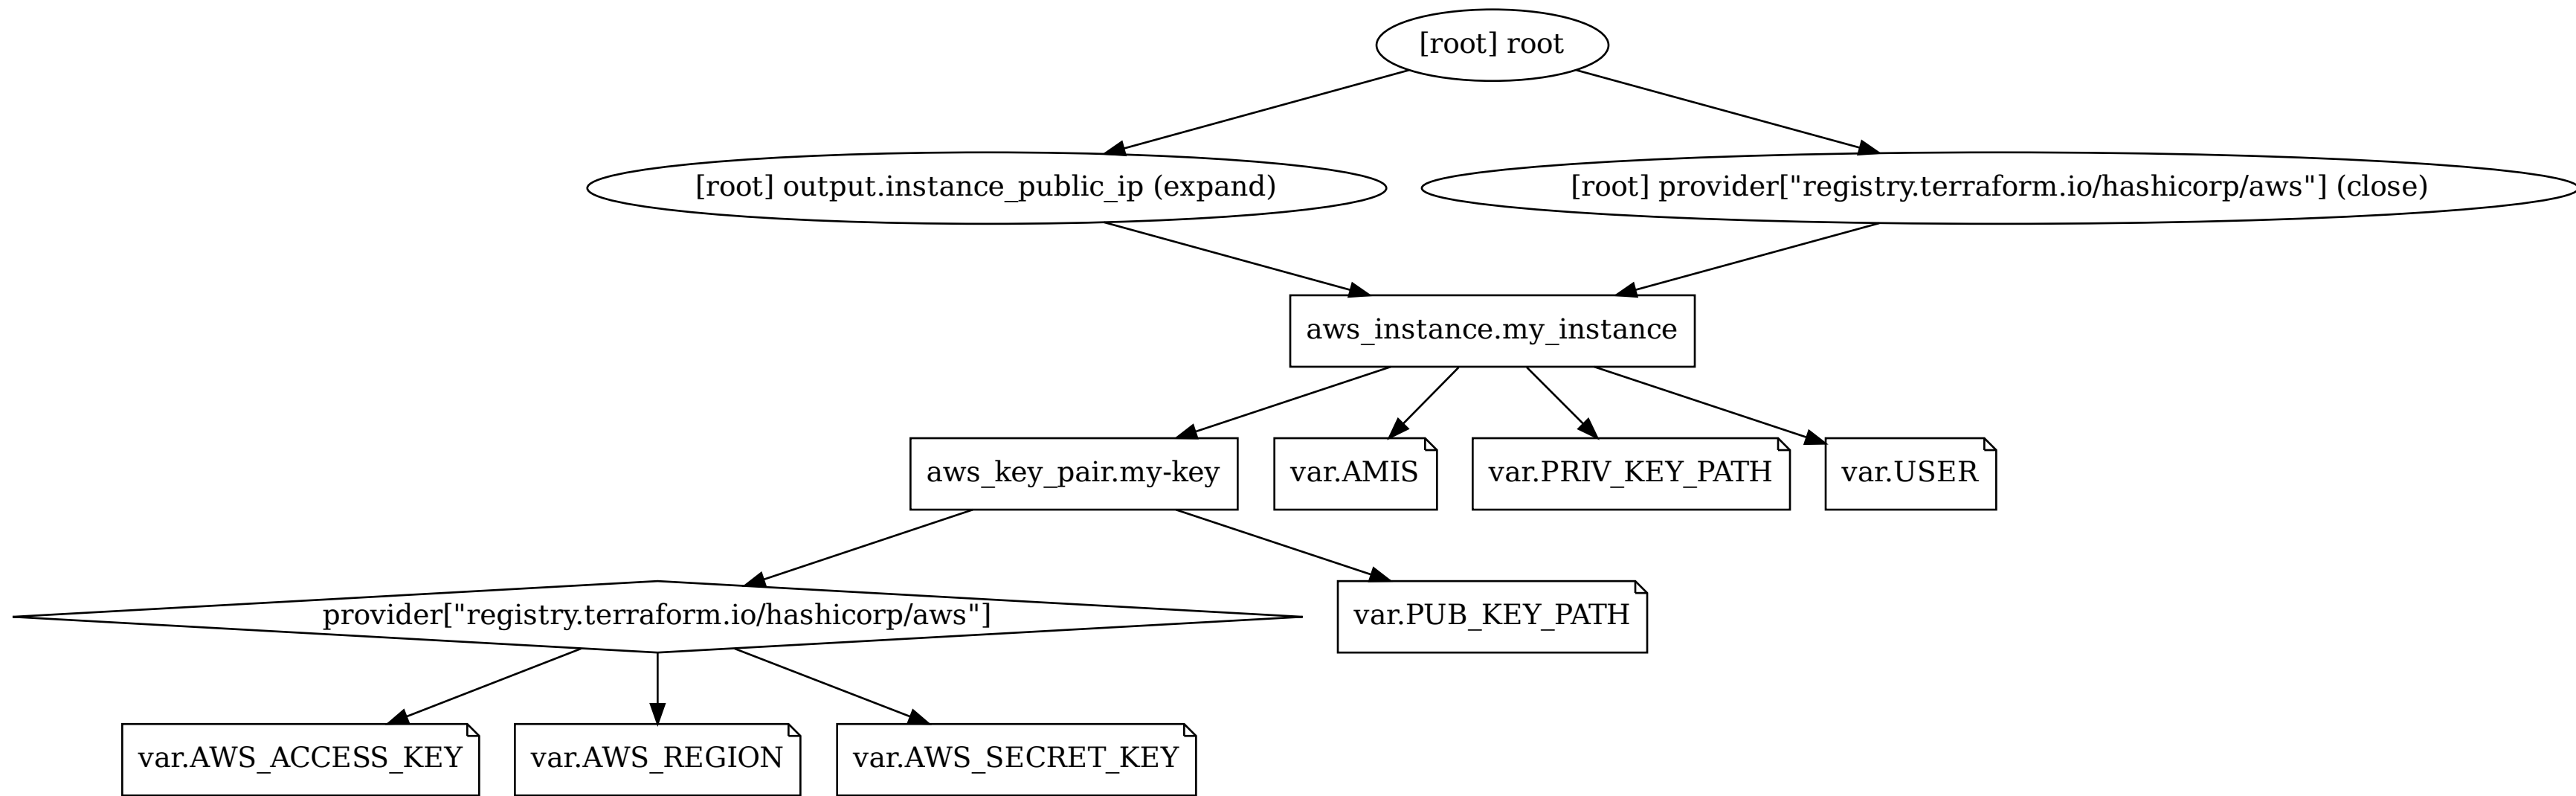 [root] root
[root] output.instance_public_ip (expand)
[root] provider["registry.terraform.io/hashicorp/aws"] (close)
aws_instance.my_instance
aws_key_pair.my-key
var.AMIS
var.PRIV_KEY_PATH
var.USER
provider["registry.terraform.io/hashicorp/aws"]
var.PUB_KEY_PATH
var.AWS_ACCESS_KEY
var.AWS_REGION
var.AWS_SECRET_KEY